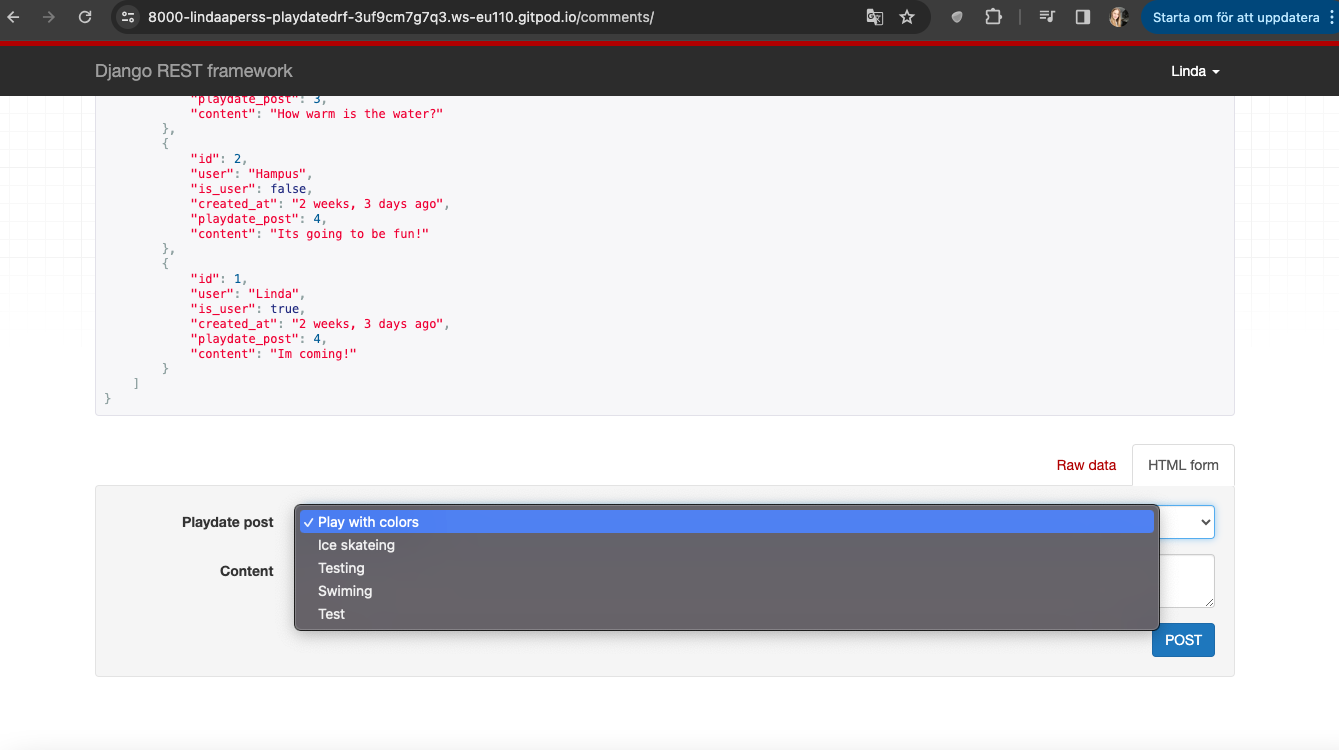 8000-lindaaperss-playdatedrf-3uf9cm7g7q3.ws-eu110.gitpod.io/comments/
Starta om för att uppdatera
Django REST framework
Linda
"playdate_post": 3,
"content": "How warm is the water?"
},
{
"id": 2,
"user": "Hampus",
"is_user": false,
"created_at": "2 weeks, 3 days ago",
"playdate_post": 4,
"content": "Its going to be fun!"
},
{
"id": 1,
"user": "Linda",
"is_user": true,
"created_at": "2 weeks, 3 days ago",
"playdate_post": 4,
"content": "Im coming!"
}
]
}
Raw data
HTML form
Playdate post
✓ Play with colors
Ice skateing
Testing
Swiming
Test
Content
POST